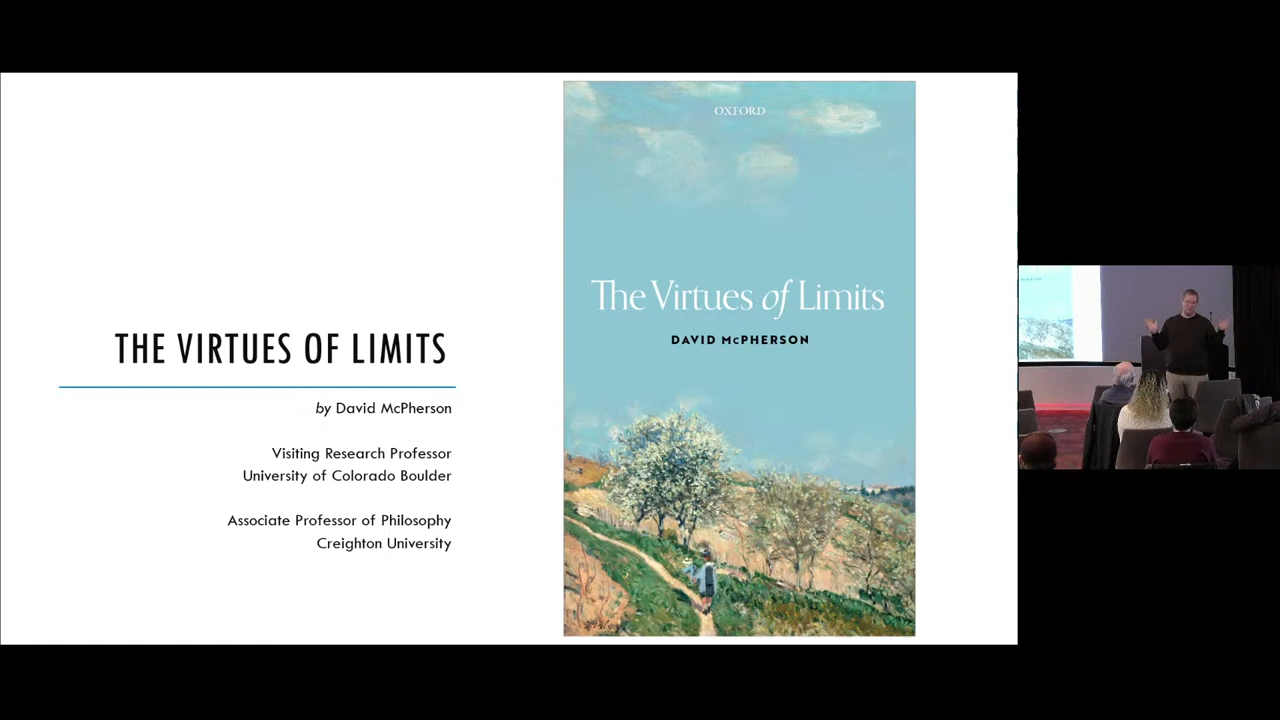 THE VIRTUES OF LIMITS
by David McPherson
Visiting Research Professor
University of Colorado Boulder
Associate Professor of Philosophy
Creighton University
OXFORD
The Virtues of Limits
DAVID McPHERSON